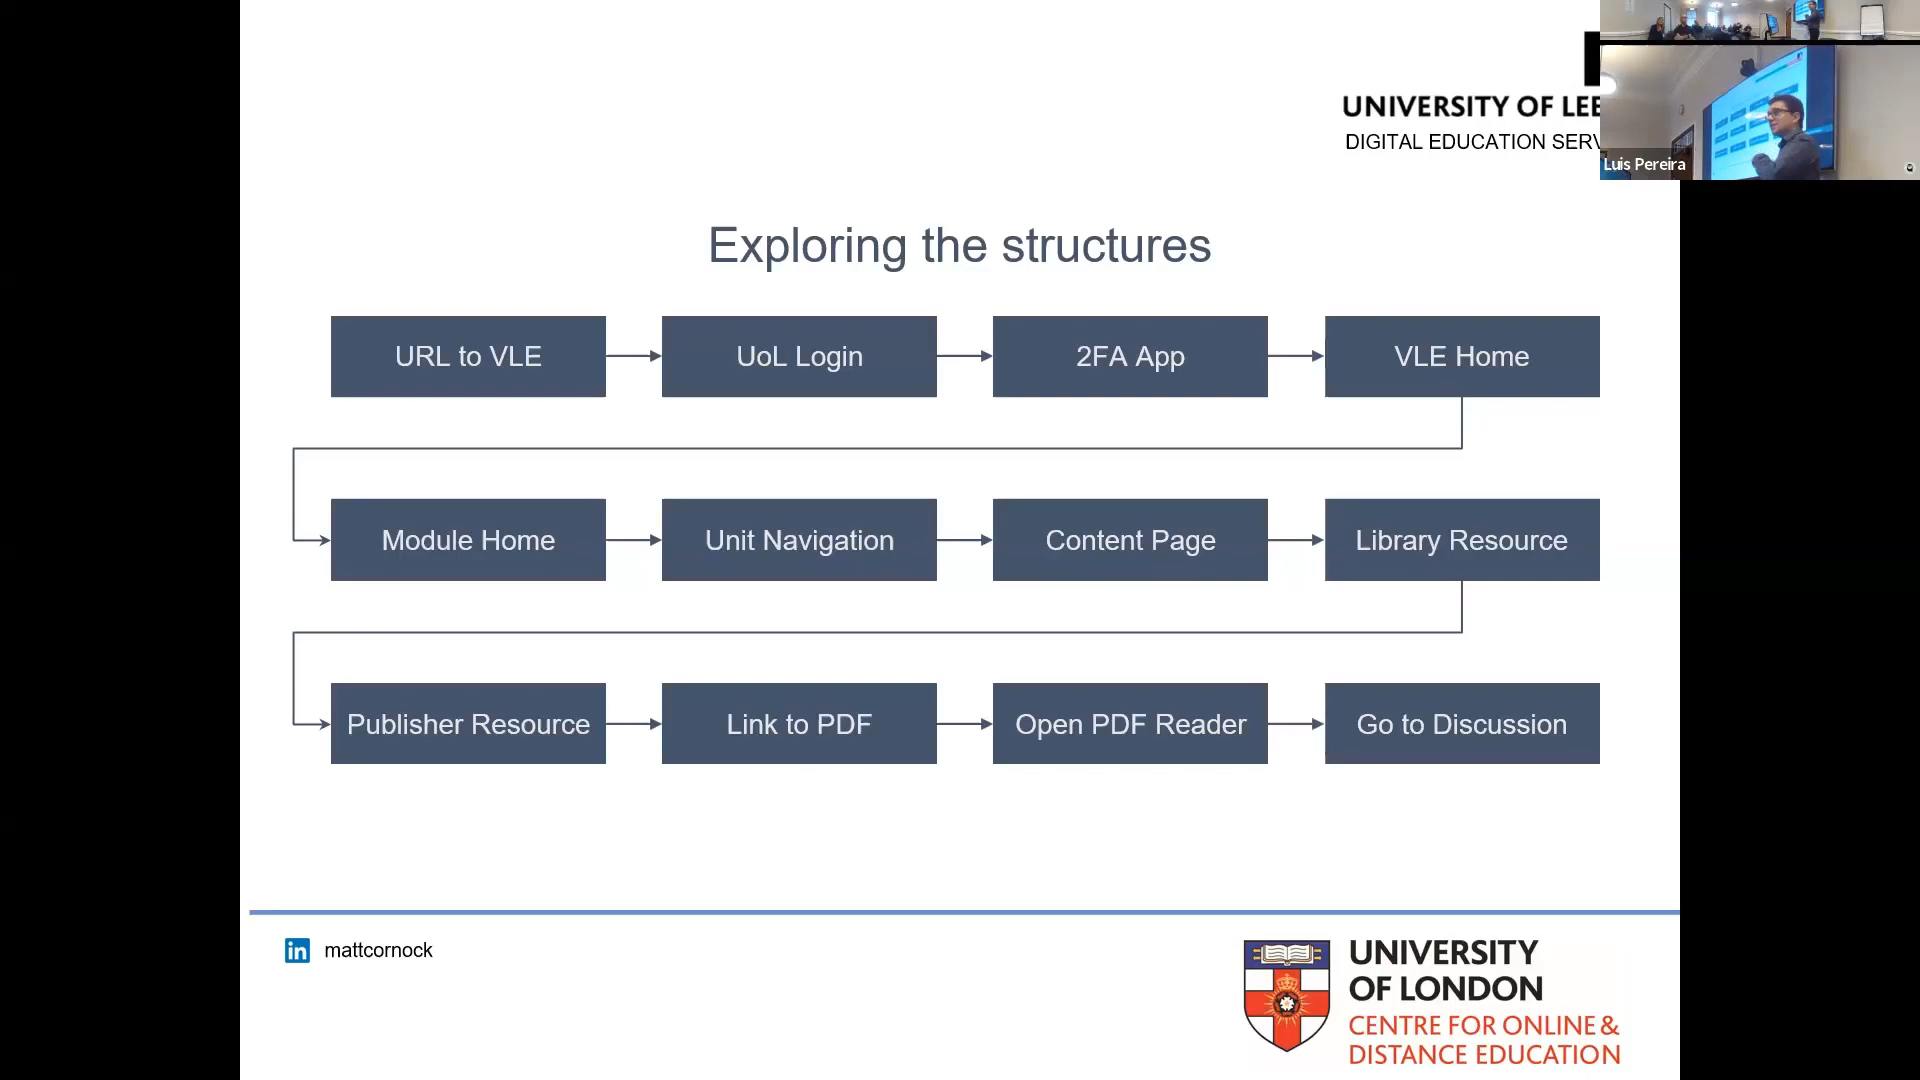 UNIVERSITY OF
DIGITAL EDUCATION
Luis Pereira
Exploring the structures
URL to VLE
UoL Login
2FA App
VLE Home
Module Home
Unit Navigation
Content Page
Library Resource
Publisher Resource
Link to PDF
Open PDF Reader
Go to Discussion
in mattcornock
UNIVERSITY
OF LONDON
CENTRE FOR ONLINE &
DISTANCE EDUCATION